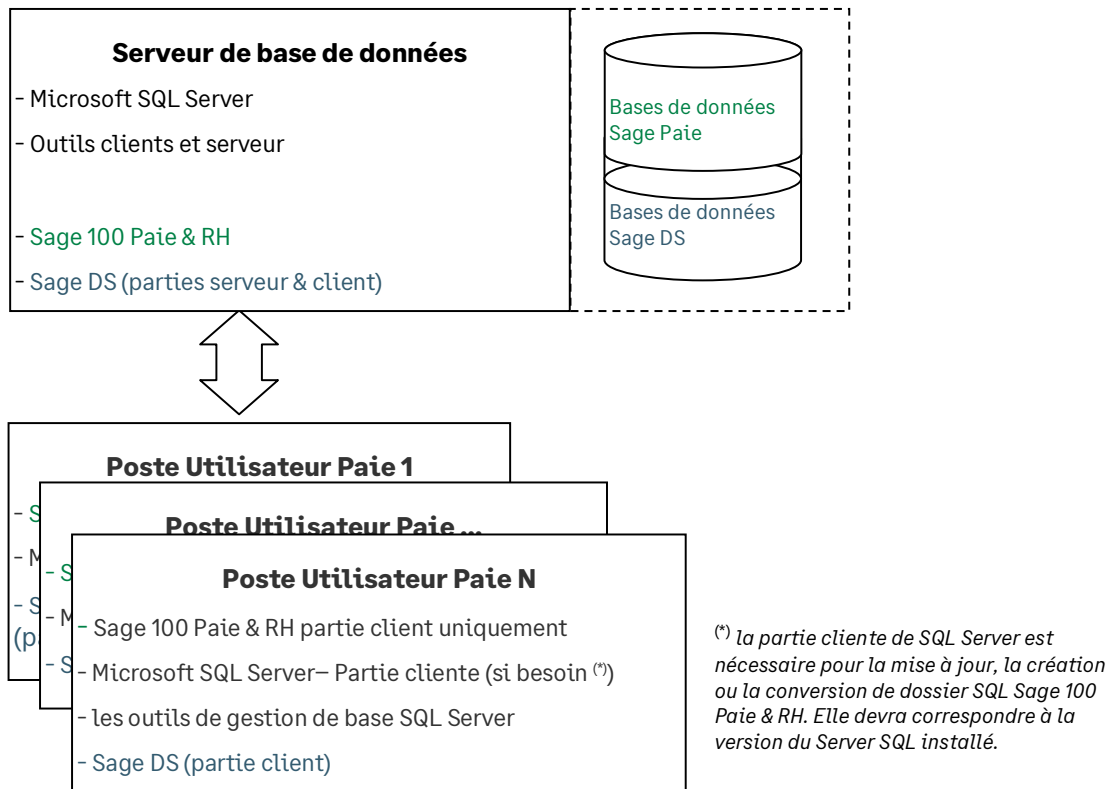 Serveur de base de données
- Microsoft SQL Server
- Outils clients et serveur
- Sage 100 Paie & RH
- Sage DS (parties serveur & client)
Bases de données
Sage Paie
Bases de données
Sage DS
Poste Utilisateur Paie 1
- S
- M
- S
(pa
Poste Utilisateur Paie ...
- S
- M
- S
Poste Utilisateur Paie N
- Sage 100 Paie & RH partie client uniquement
- Microsoft SQL Server– Partie cliente (si besoin (*))
- les outils de gestion de base SQL Server
- Sage DS (partie client)
(*) la partie cliente de SQL Server est
nécessaire pour la mise à jour, la création
ou la conversion de dossier SQL Sage 100
Paie & RH. Elle devra correspondre à la
version du Server SQL installé.